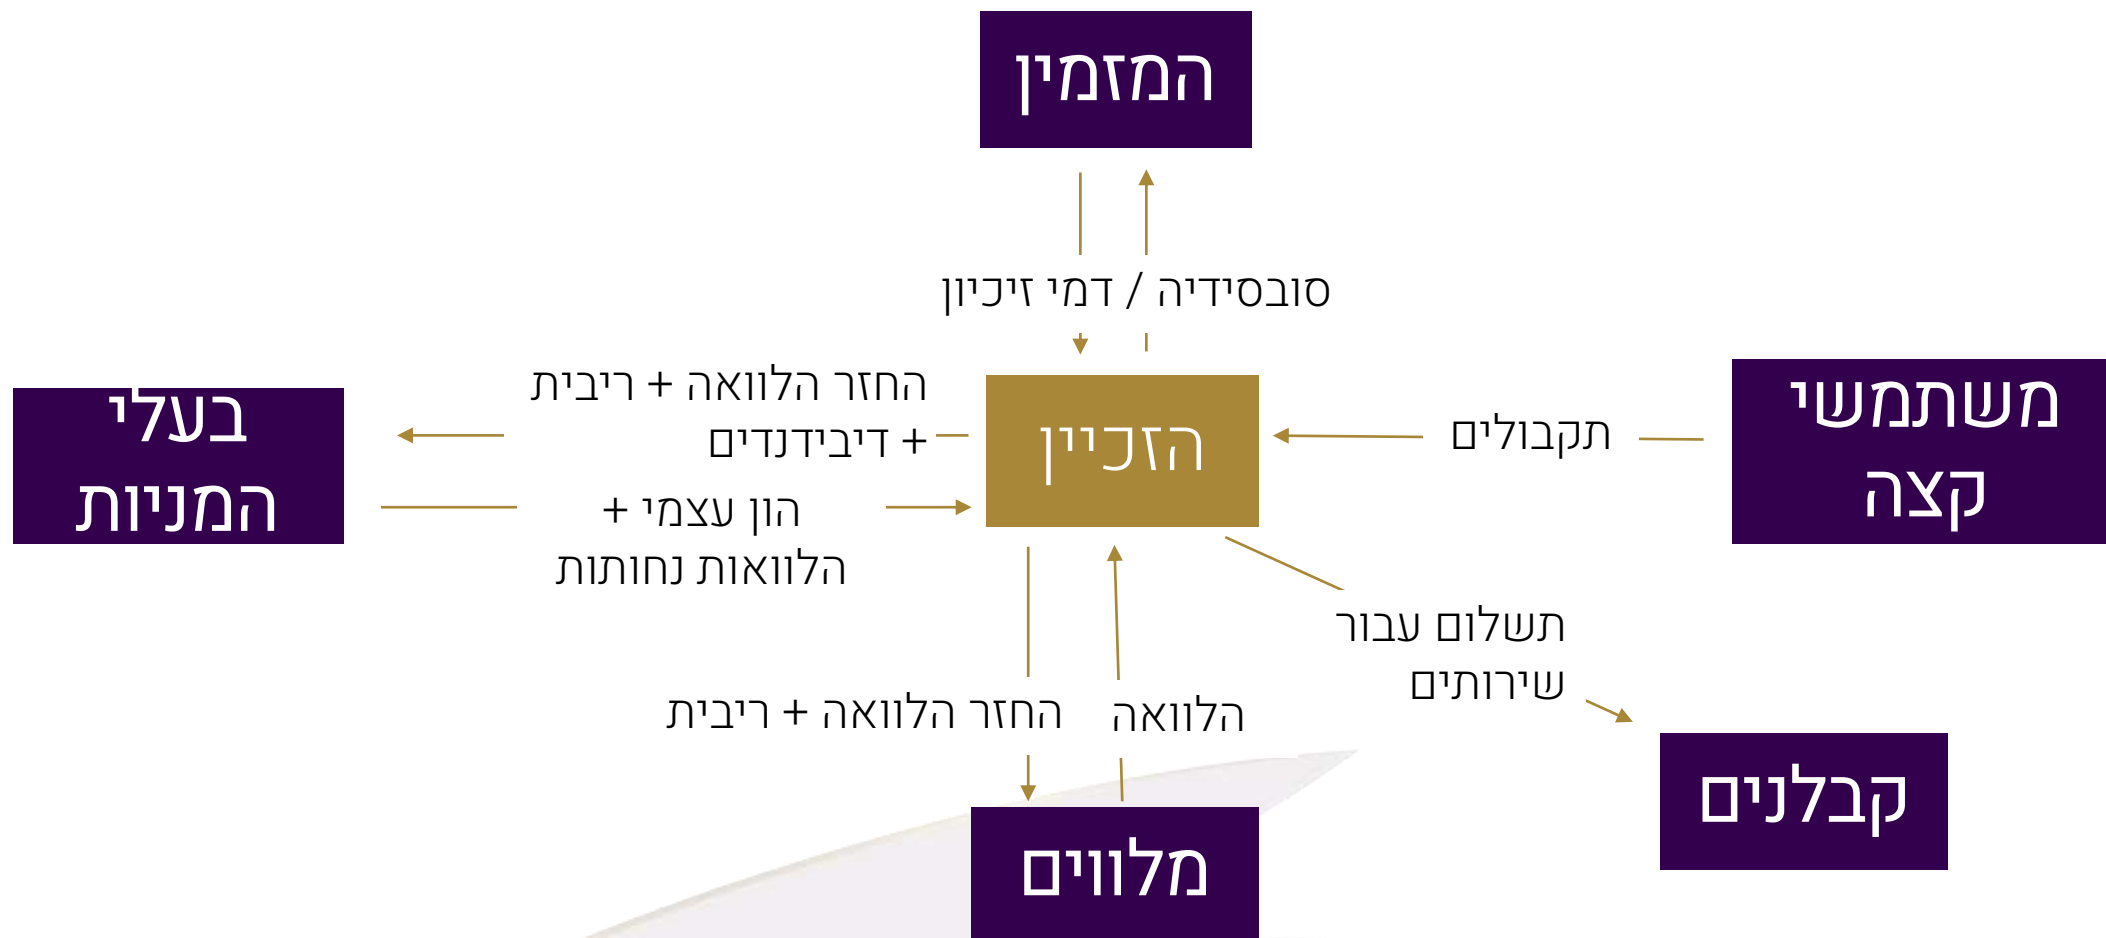 המזמין
סובסידיה / דמי זיכיון
משתמשי
קצה
תקבולים
הזכיין
החזר הלוואה + ריבית
+ דיבידנדים
הון עצמי +
הלוואות נחותות
בעלי
המניות
תשלום עבור
שירותים
הלוואה
החזר הלוואה + ריבית
קבלנים
מלווים